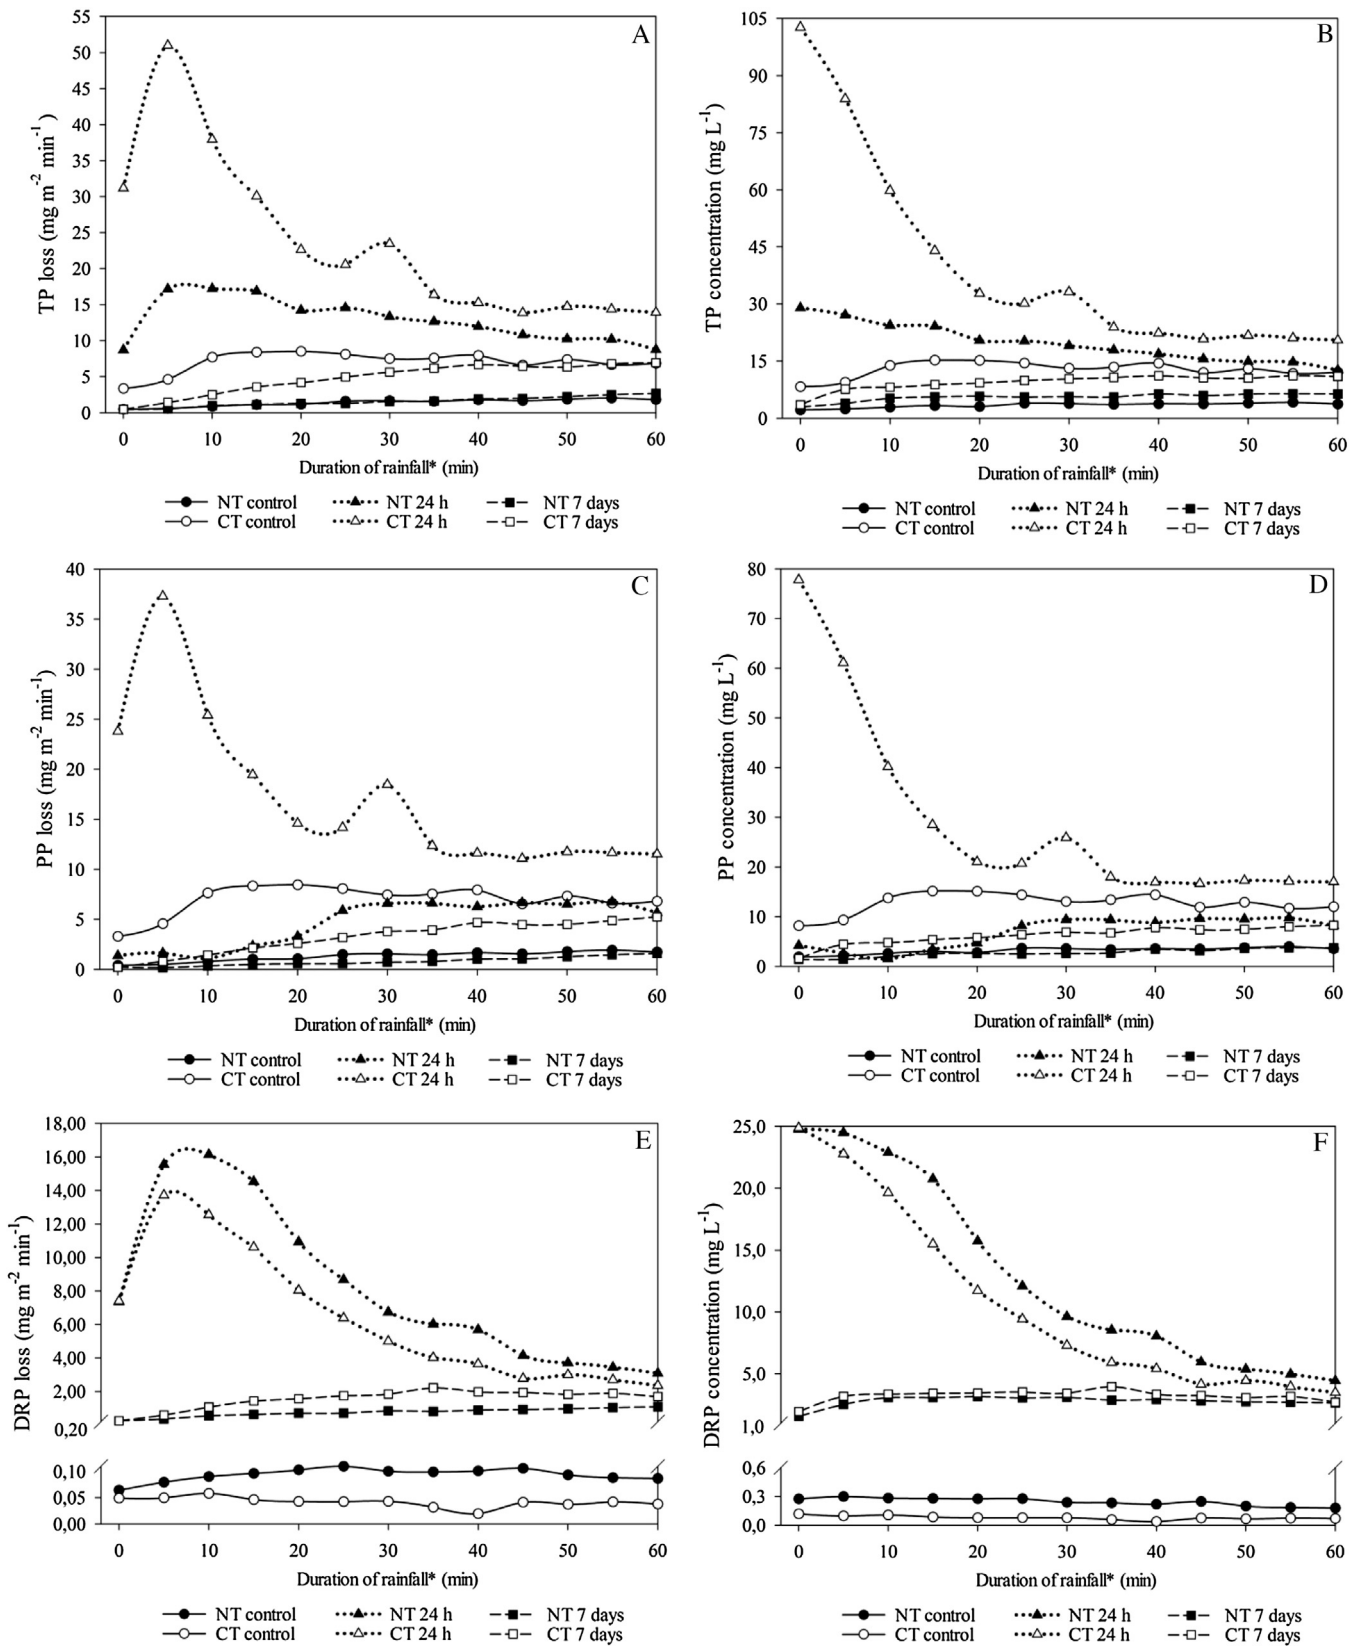 A
TP loss (mg m-2 min-1)
55
50
45
40
35
30
25
20
15
10
5
0
0 10 20 30 40 50 60
Duration of rainfall* (min)
NT control NT 24 h NT 7 days
CT control CT 24 h CT 7 days
B
TP concentration (mg L-1)
105
90
75
60
45
30
15
0
0 10 20 30 40 50 60
Duration of rainfall* (min)
NT control NT 24 h NT 7 days
CT control CT 24 h CT 7 days
C
PP loss (mg m-2 min-1)
40
35
30
25
20
15
10
5
0
0 10 20 30 40 50 60
Duration of rainfall* (min)
NT control NT 24 h NT 7 days
CT control CT 24 h CT 7 days
D
PP concentration (mg L-1)
80
70
60
50
40
30
20
10
0
0 10 20 30 40 50 60
Duration of rainfall* (min)
NT control NT 24 h NT 7 days
CT control CT 24 h CT 7 days
E
DRP loss (mg m-2 min-1)
18,00
16,00
14,00
12,00
10,00
8,00
6,00
4,00
2,00
0,20
0,10
0,05
0,00
0 10 20 30 40 50 60
Duration of rainfall* (min)
NT control NT 24 h NT 7 days
CT control CT 24 h CT 7 days
F
DRP concentration (mg L-1)
25,0
20,0
15,0
10,0
5,0
1,0
0,6
0,3
0,0
0 10 20 30 40 50 60
Duration of rainfall* (min)
NT control NT 24 h NT 7 days
CT control CT 24 h CT 7 days